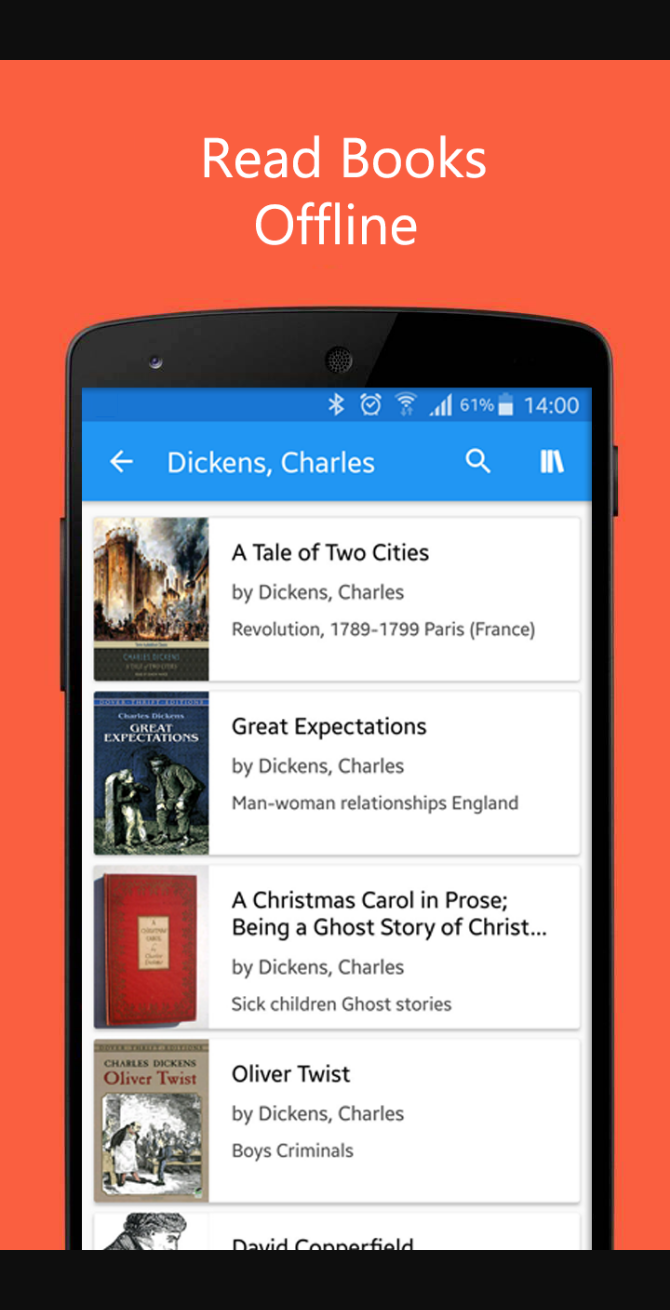 Read Books
Offline
61% 14:00
Dickens, Charles
A Tale of Two Cities
by Dickens, Charles
Revolution, 1789-1799 Paris (France)
CHARLES DICKENS
A TALE OF TWO CITIES
DOVER THRIFT EDITIONS
Charles Dickens
GREAT
EXPECTATIONS
Great Expectations
by Dickens, Charles
Man-woman relationships England
A
CHRISTMAS
CAROL
A Christmas Carol in Prose;
Being a Ghost Story of Christ...
by Dickens, Charles
Sick children Ghost stories
DOVER THRIFT EDITIONS
CHARLES DICKENS
Oliver Twist
Oliver Twist
by Dickens, Charles
Boys Criminals
David Copperfield